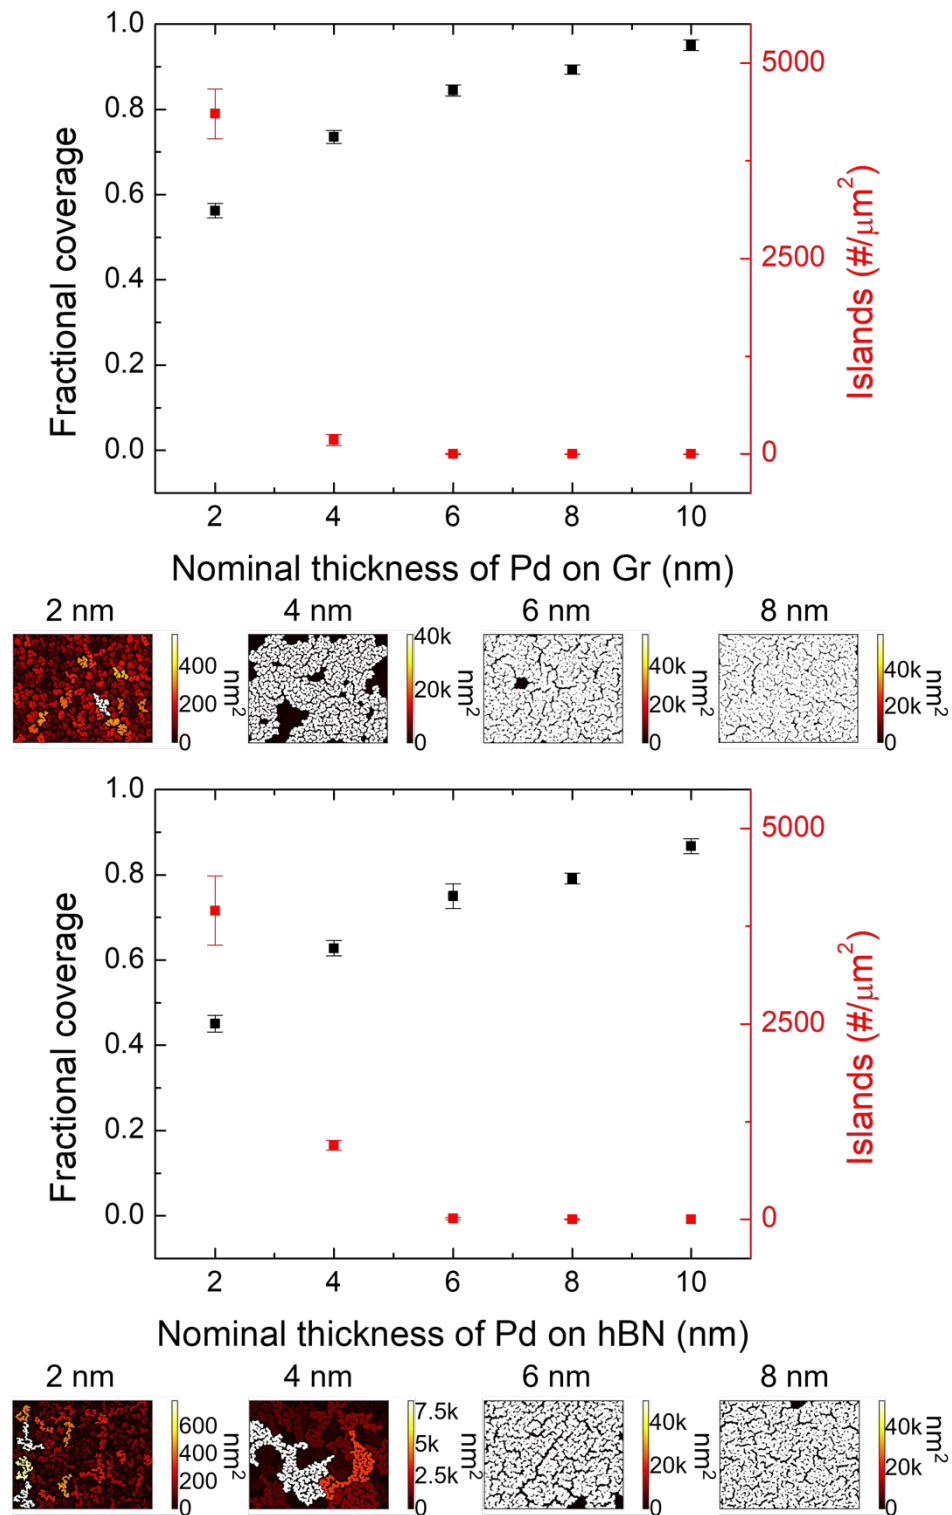 1.0
0.8
0.6
0.4
0.2
0.0
Fractional coverage
5000
2500
0
Islands (#/μm²)
2 4 6 8 10
Nominal thickness of Pd on Gr (nm)
2 nm 4 nm 6 nm 8 nm
400
200
0
nm²
40k
20k
0
nm²
40k
20k
0
nm²
40k
20k
0
nm²
1.0
0.8
0.6
0.4
0.2
0.0
Fractional coverage
5000
2500
0
Islands (#/μm²)
2 4 6 8 10
Nominal thickness of Pd on hBN (nm)
2 nm 4 nm 6 nm 8 nm
600
400
200
0
nm²
7.5k
5k
2.5k
0
nm²
40k
20k
0
nm²
40k
20k
0
nm²